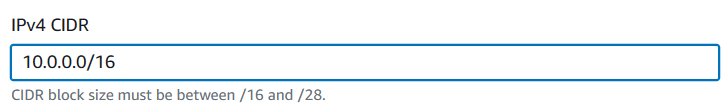 IPv4 CIDR
10.0.0.0/16
CIDR block size must be between /16 and /28.